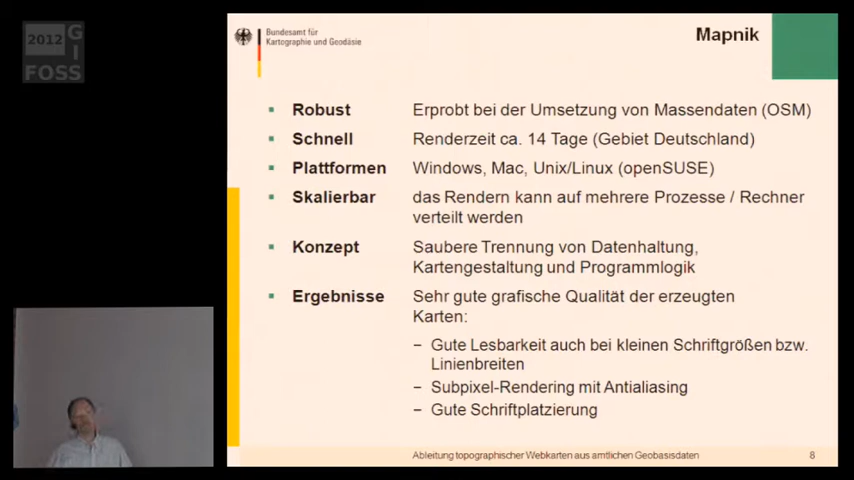 2012
GI
FOSS
Bundesamt für
Kartographie und Geodäsie
Mapnik
Robust Erprobt bei der Umsetzung von Massendaten (OSM)
Schnell Renderzeit ca. 14 Tage (Gebiet Deutschland)
Plattformen Windows, Mac, Unix/Linux (openSUSE)
Skalierbar das Rendern kann auf mehrere Prozesse / Rechner
verteilt werden
Konzept Saubere Trennung von Datenhaltung,
Kartengestaltung und Programmlogik
Ergebnisse Sehr gute grafische Qualität der erzeugten
Karten:
− Gute Lesbarkeit auch bei kleinen Schriftgrößen bzw.
Linienbreiten
− Subpixel-Rendering mit Antialiasing
− Gute Schriftplatzierung
Ableitung topographischer Webkarten aus amtlichen Geobasisdaten 8